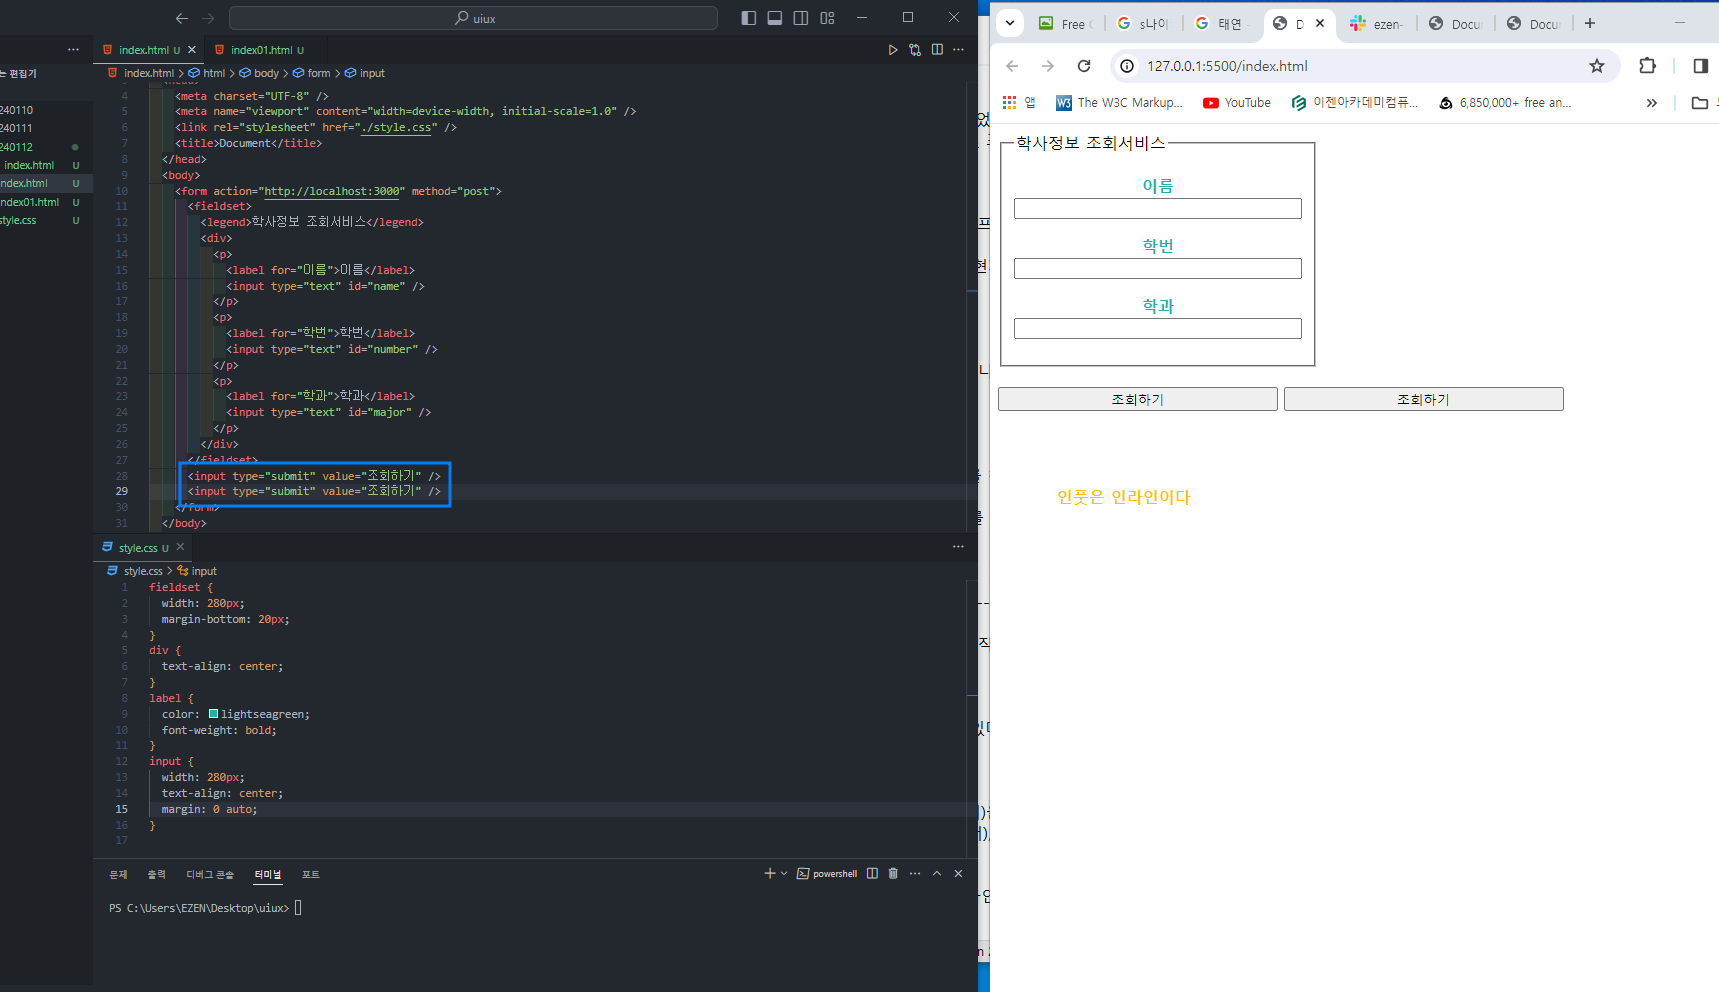 uiux
index.html U
index01.html U
는 편집기
index.html > html > body > form > input
240110
240111
240112
index.html U
index.html U
index01.html U
style.css U
4 <meta charset="UTF-8" />
5 <meta name="viewport" content="width=device-width, initial-scale=1.0" />
6 <link rel="stylesheet" href="./style.css" />
7 <title>Document</title>
8 </head>
9 <body>
10 <form action="http://localhost:3000" method="post">
11 <fieldset>
12 <legend>학사정보 조회서비스</legend>
13 <div>
14 <p>
15 <label for="이름">이름</label>
16 <input type="text" id="name" />
17 </p>
18 <p>
19 <label for="학번">학번</label>
20 <input type="text" id="number" />
21 </p>
22 <p>
23 <label for="학과">학과</label>
24 <input type="text" id="major" />
25 </p>
26 </div>
27 </fieldset>
28 <input type="submit" value="조회하기" />
29 <input type="submit" value="조회하기" />
30 </form>
31 </body>
style.css U
style.css > input
1 fieldset {
2 width: 280px;
3 margin-bottom: 20px;
4 }
5 div {
6 text-align: center;
7 }
8 label {
9 color: lightseagreen;
10 font-weight: bold;
11 }
12 input {
13 width: 280px;
14 text-align: center;
15 margin: 0 auto;
16 }
17
문제 출력 디버그 콘솔 터미널 포트
powershell
PS C:\Users\EZEN\Desktop\uiux>
Free
s나이
태연
D
ezen-
Docu
Docu
127.0.0.1:5500/index.html
앱
The W3C Markup...
YouTube
이젠아카데미컴퓨...
6,850,000+ free an...
학사정보 조회서비스
이름
학번
학과
조회하기 조회하기
인풋은 인라인이다